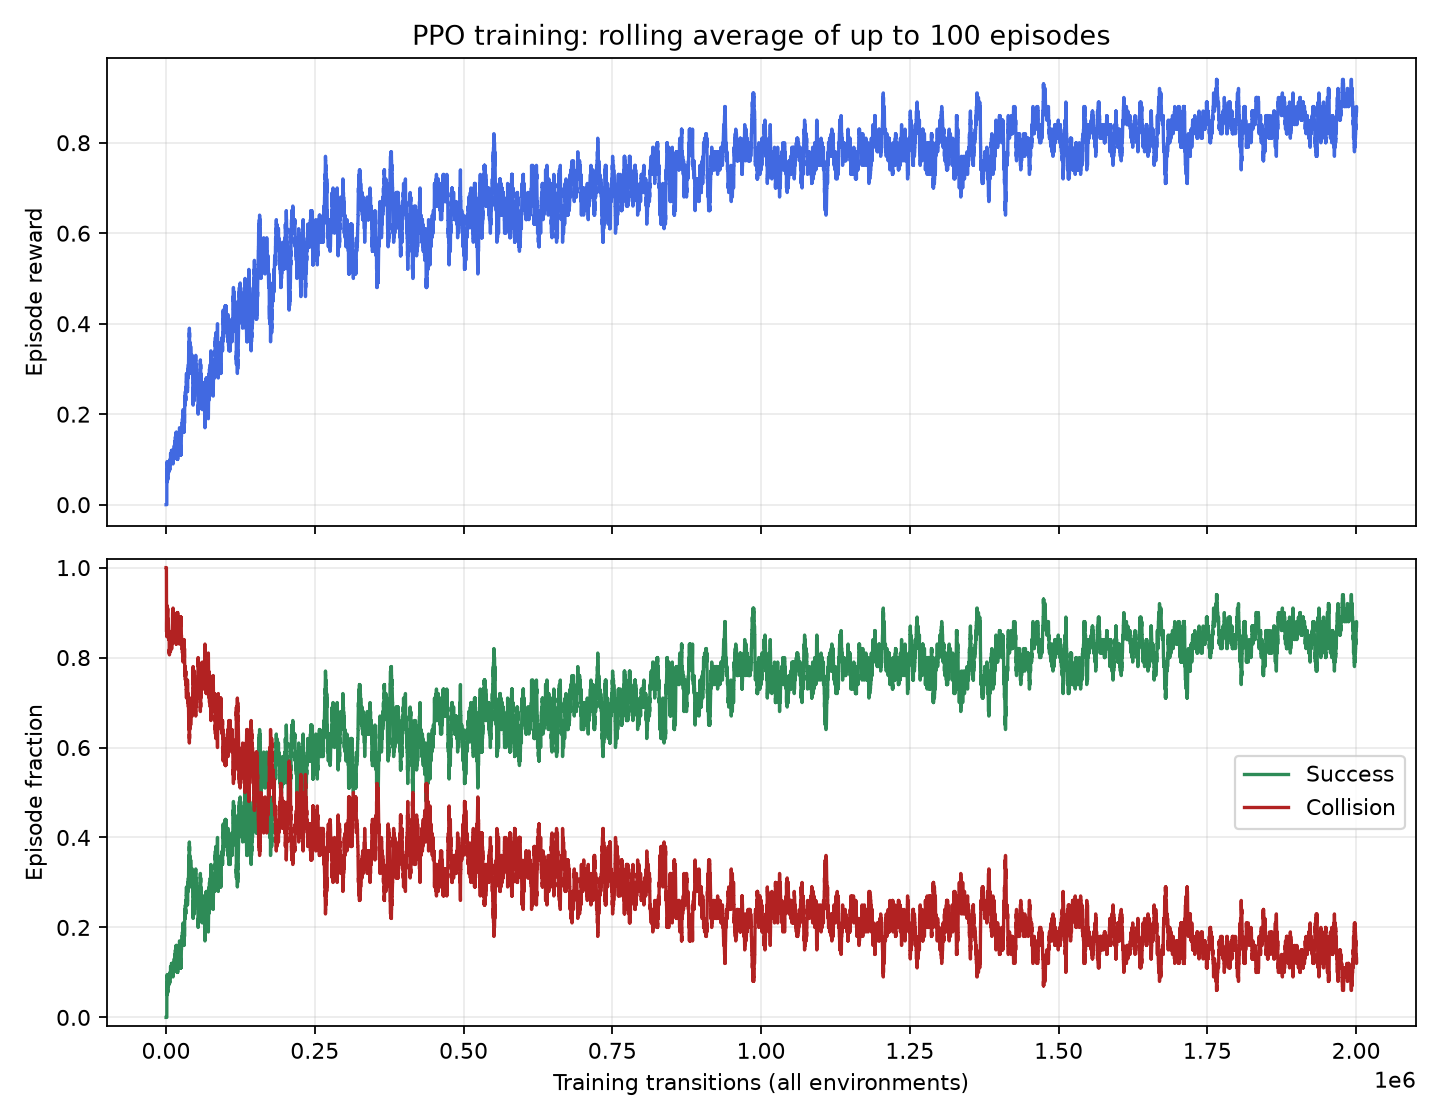 PPO training: rolling average of up to 100 episodes
Episode reward
0.8
0.6
0.4
0.2
0.0
Episode fraction
1.0
0.8
0.6
0.4
0.2
0.0
Success
Collision
0.00 0.25 0.50 0.75 1.00 1.25 1.50 1.75 2.00
1e6
Training transitions (all environments)